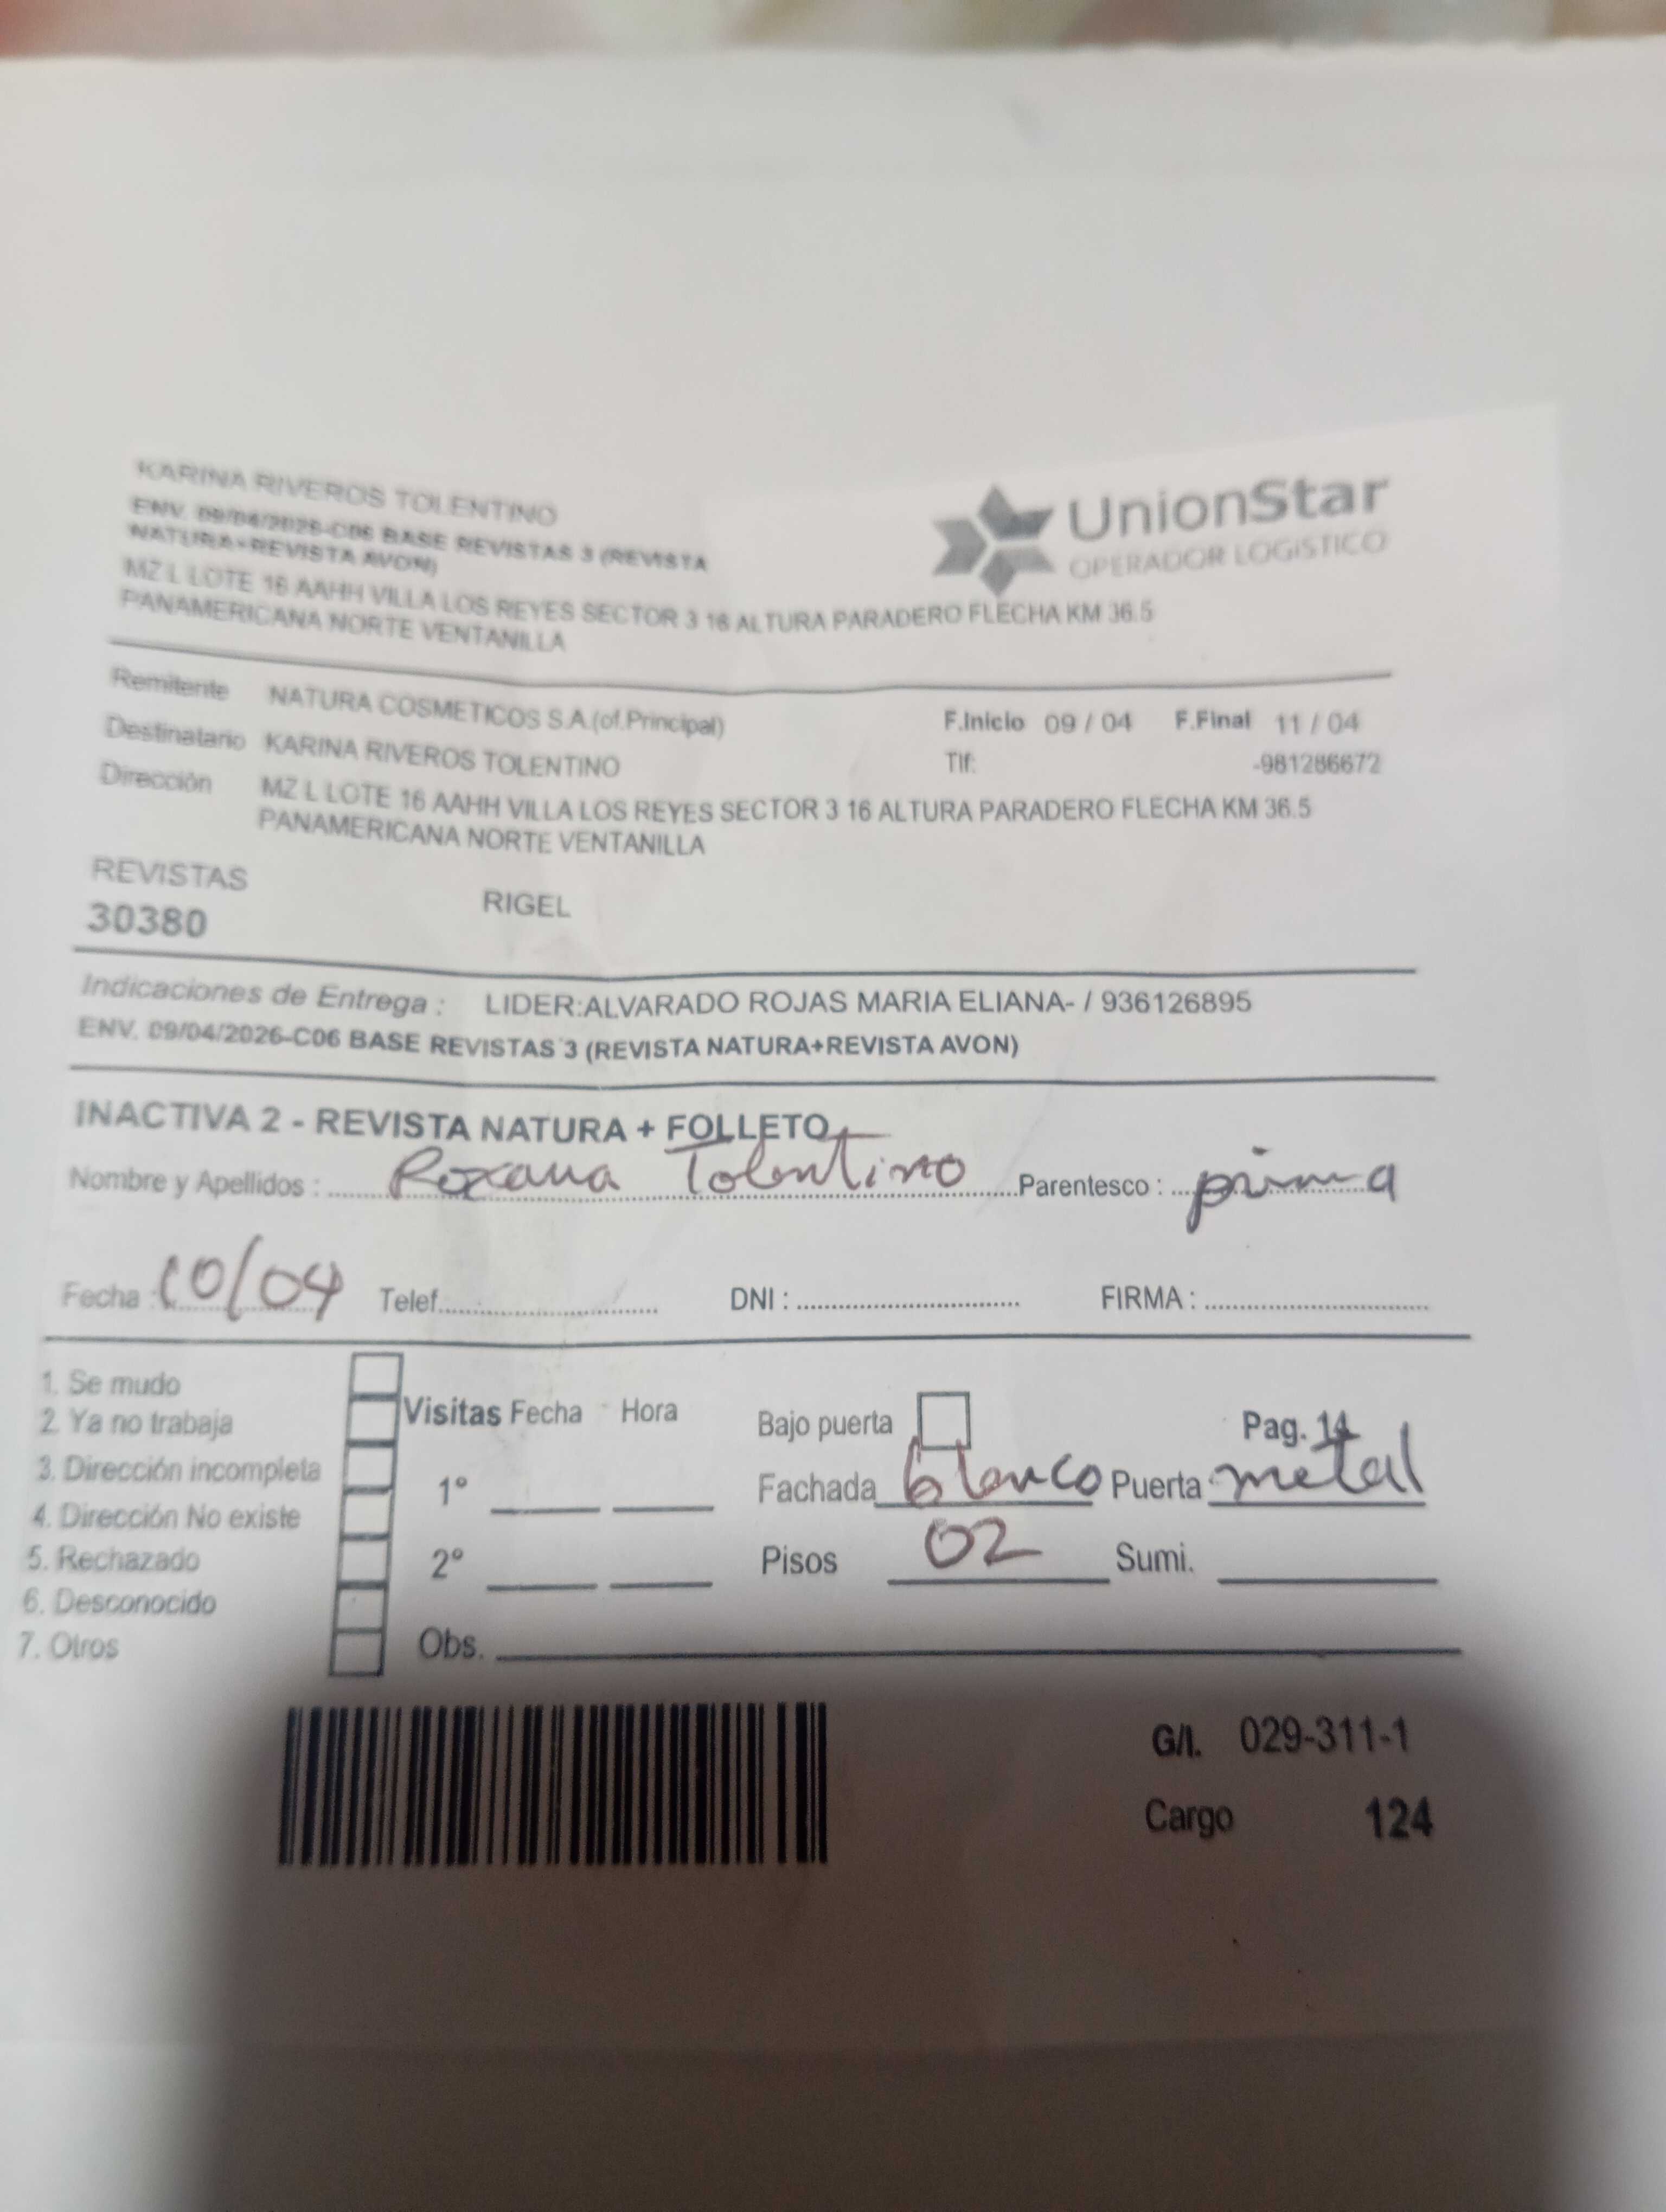 KARINA RIVEROS TOLENTINO
ENV. 09/04/2026-C06 BASE REVISTAS 3 (REVISTA
NATURA+REVISTA AVON)
UnionStar
OPERADOR LOGISTICO
MZ L LOTE 16 AAHH VILLA LOS REYES SECTOR 3 16 ALTURA PARADERO FLECHA KM 36.5
PANAMERICANA NORTE VENTANILLA
Remitente NATURA COSMETICOS S.A.(of.Principal) F.Inicio 09 / 04 F.Final 11 / 04
Destinatario KARINA RIVEROS TOLENTINO Tlf: -981286672
Dirección MZ L LOTE 16 AAHH VILLA LOS REYES SECTOR 3 16 ALTURA PARADERO FLECHA KM 36.5
PANAMERICANA NORTE VENTANILLA
REVISTAS
30380 RIGEL
Indicaciones de Entrega : LIDER:ALVARADO ROJAS MARIA ELIANA- / 936126895
ENV. 09/04/2026-C06 BASE REVISTAS 3 (REVISTA NATURA+REVISTA AVON)
INACTIVA 2 - REVISTA NATURA + FOLLETO
Nombre y Apellidos : Roxana Tolentino Parentesco : prima
Fecha : 10/04 Telef. DNI : FIRMA :
1. Se mudo
2. Ya no trabaja
3. Dirección incompleta
4. Dirección No existe
5. Rechazado
6. Desconocido
7. Otros
Visitas Fecha Hora
1°
2°
Obs.
Bajo puerta Pag. 14
Fachada blanco Puerta metal
Pisos 02 Sumi.
G/I. 029-311-1
Cargo 124